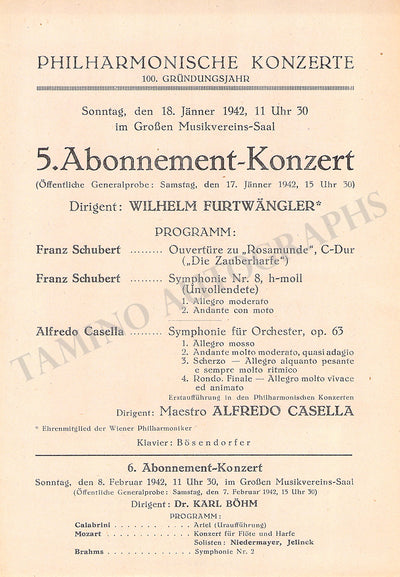 PHILHARMONISCHE KONZERTE
100. GRÜNDUNGSJAHR
Sonntag, den 18. Jänner 1942, 11 Uhr 30
im Großen Musikvereins-Saal
5. Abonnement-Konzert
(Öffentliche Generalprobe: Samstag, den 17. Jänner 1942, 15 Uhr 30)
Dirigent: WILHELM FURTWÄNGLER*
PROGRAMM:
Franz Schubert ......... Ouvertüre zu „Rosamunde“, C-Dur
(„Die Zauberharfe“)
Franz Schubert ......... Symphonie Nr. 8, h-moll
(Unvollendete)
1. Allegro moderato
2. Andante con moto
Alfredo Casella ......... Symphonie für Orchester, op. 63
1. Allegro mosso
2. Andante molto moderato, quasi adagio
3. Scherzo — Allegro alquanto pesante
e sempre molto ritmico
4. Rondo. Finale — Allegro molto vivace
ed animato
Erstaufführung in den Philharmonischen Konzerten
Dirigent: Maestro ALFREDO CASELLA
* Ehrenmitglied der Wiener Philharmoniker
Klavier: Bösendorfer
6. Abonnement-Konzert
Sonntag, den 8. Februar 1942, 11 Uhr 30, im Großen Musikvereins-Saal
(Öffentliche Generalprobe: Samstag, den 7. Februar 1942, 15 Uhr 30)
Dirigent: Dr. KARL BÖHM
PROGRAMM:
Calabrini ............ Ariel (Uraufführung)
Mozart ............ Konzert für Flöte und Harfe
Solisten: Niedermayer, Jelinek
Brahms ............ Symphonie Nr. 2
TAMINO AUTOGRAPHS